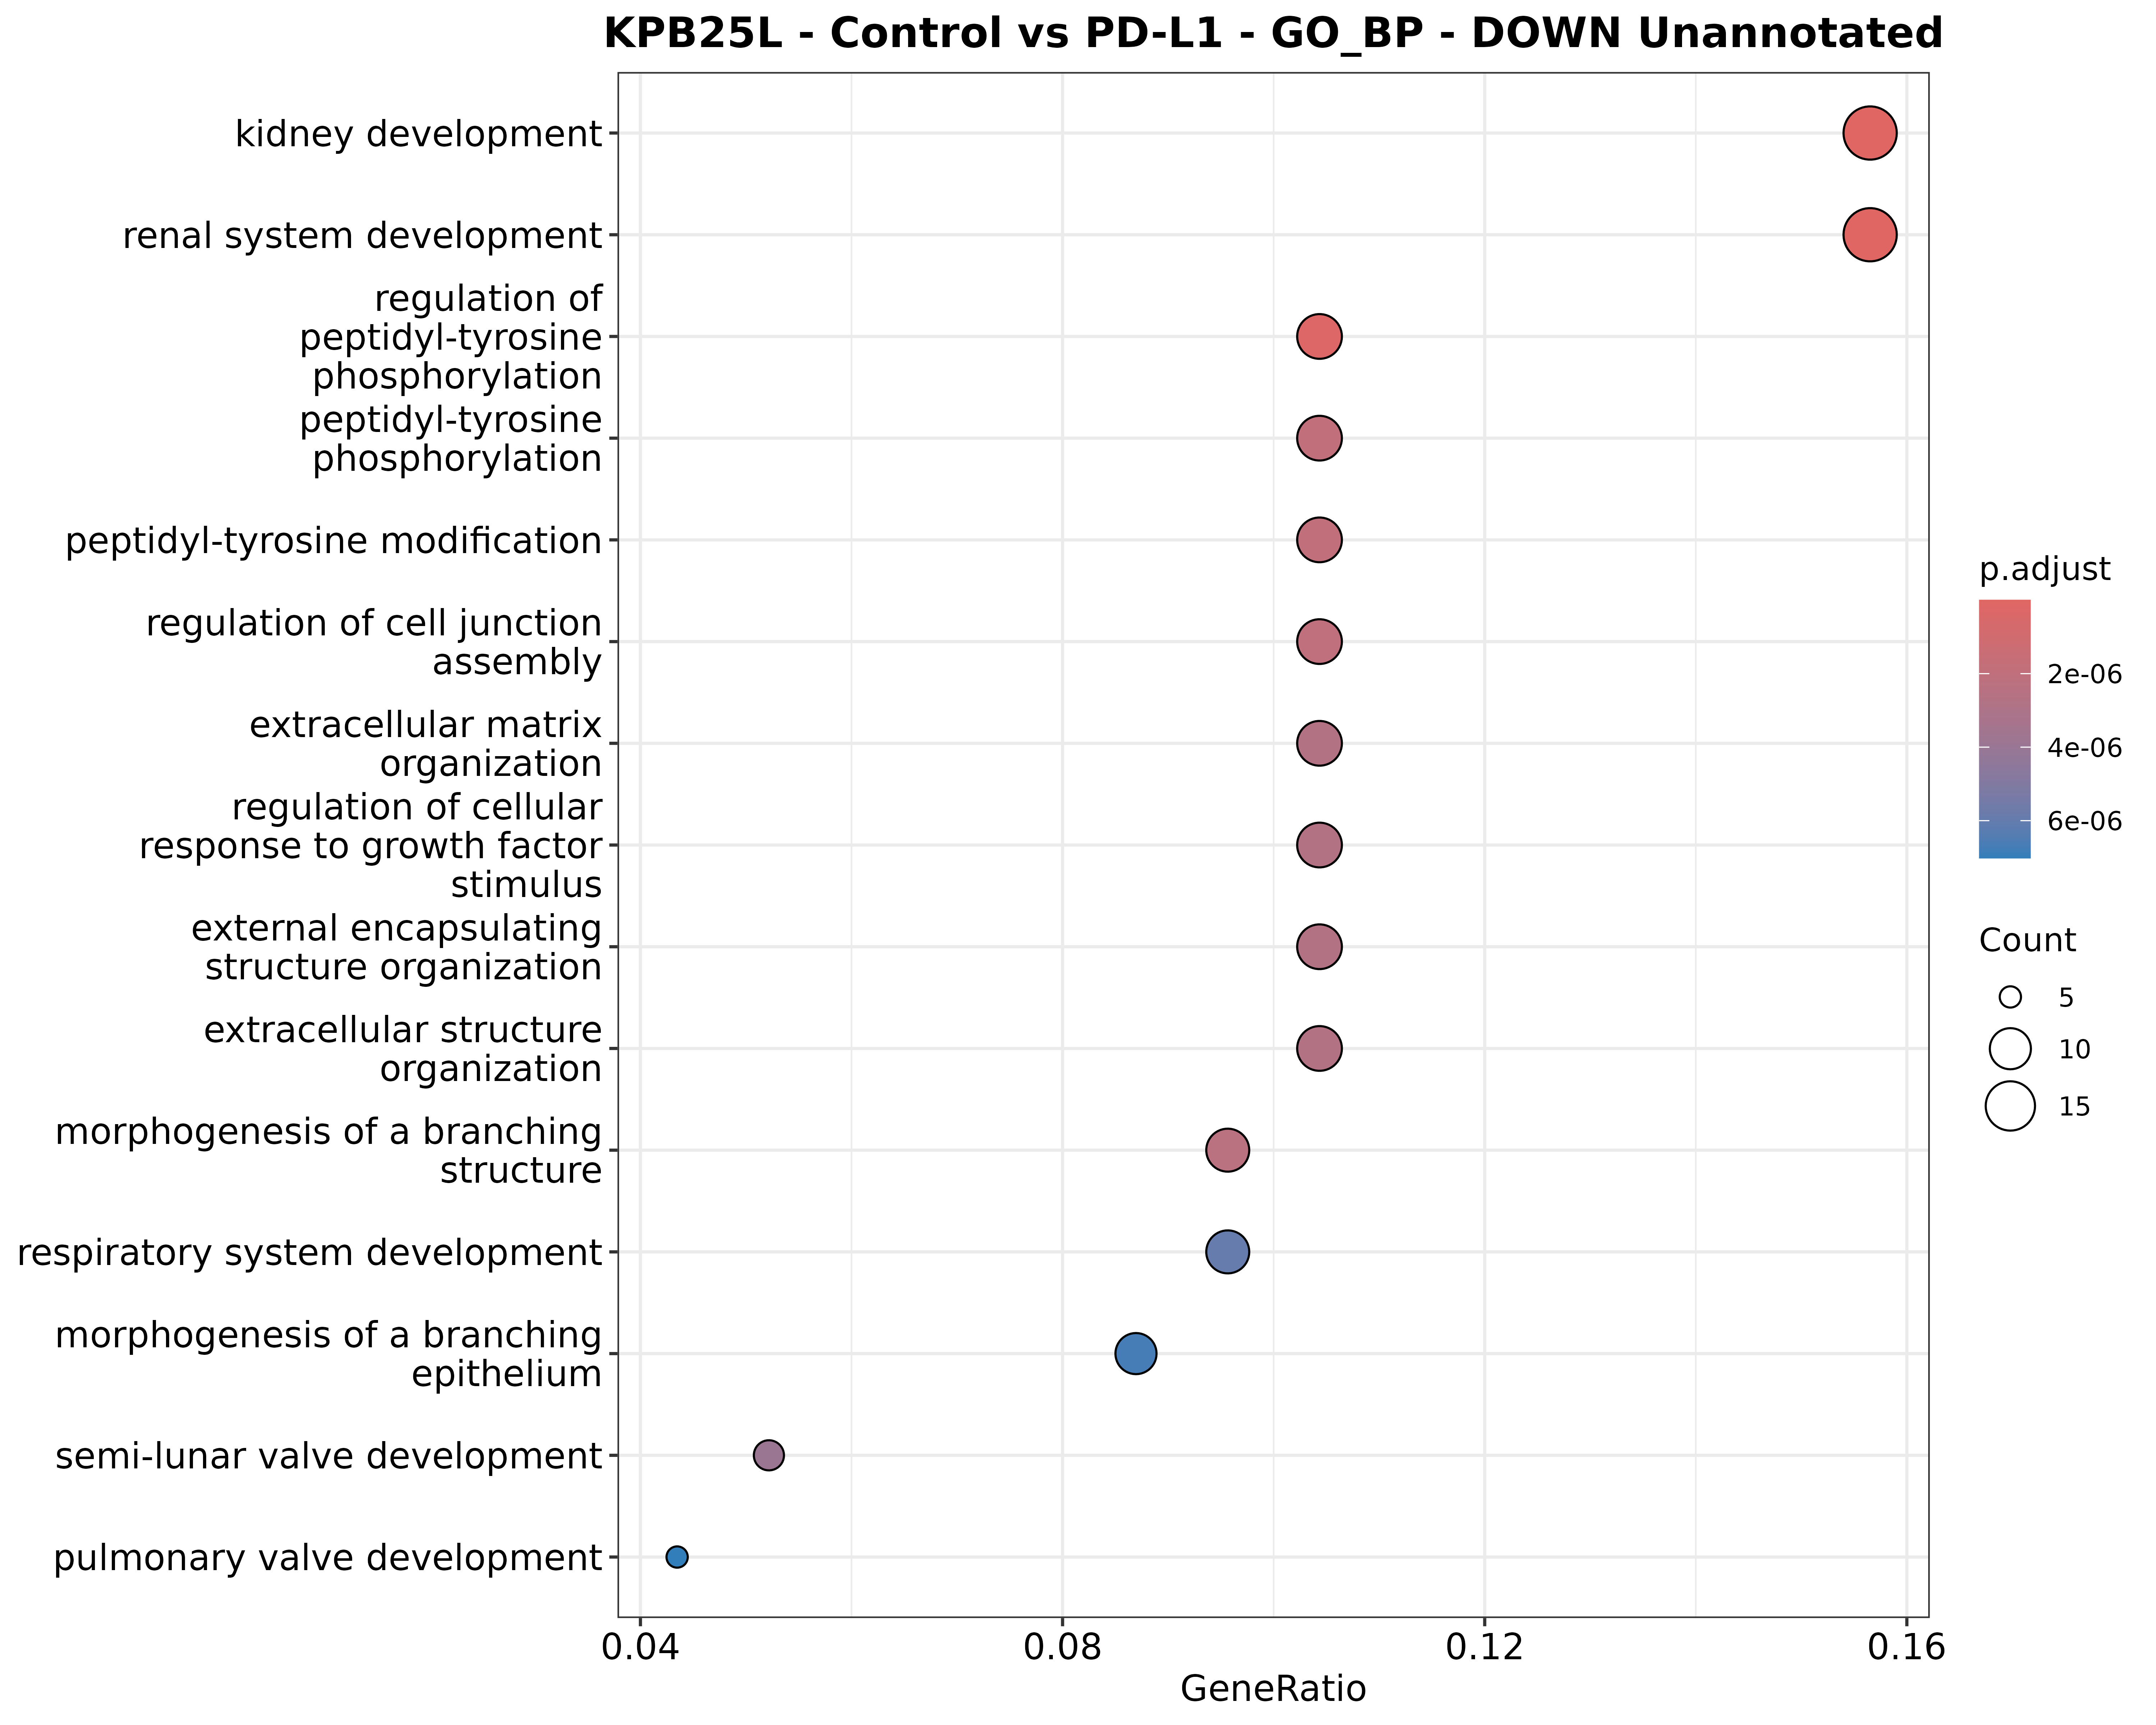 KPB25L - Control vs PD-L1 - GO_BP - DOWN Unannotated
kidney development
renal system development
regulation of
peptidyl-tyrosine
phosphorylation
peptidyl-tyrosine
phosphorylation
peptidyl-tyrosine modification
regulation of cell junction
assembly
extracellular matrix
organization
regulation of cellular
response to growth factor
stimulus
external encapsulating
structure organization
extracellular structure
organization
morphogenesis of a branching
structure
respiratory system development
morphogenesis of a branching
epithelium
semi-lunar valve development
pulmonary valve development
0.04 0.08 0.12 0.16
GeneRatio
p.adjust
2e-06
4e-06
6e-06
Count
5
10
15